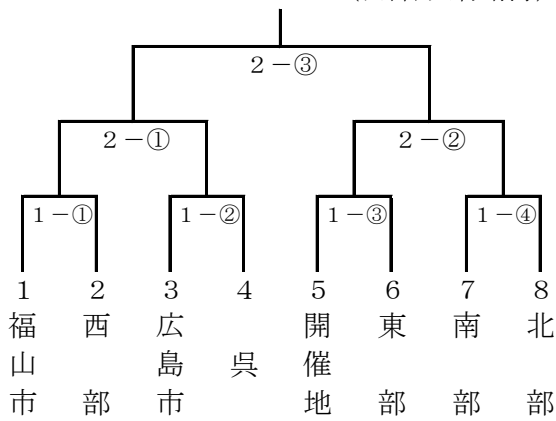 2－③
2－① 2－②
1－① 1－② 1－③ 1－④
1 2 3 4 5 6 7 8
福山市 西部 広島市 呉 開催地 東部 南部 北部